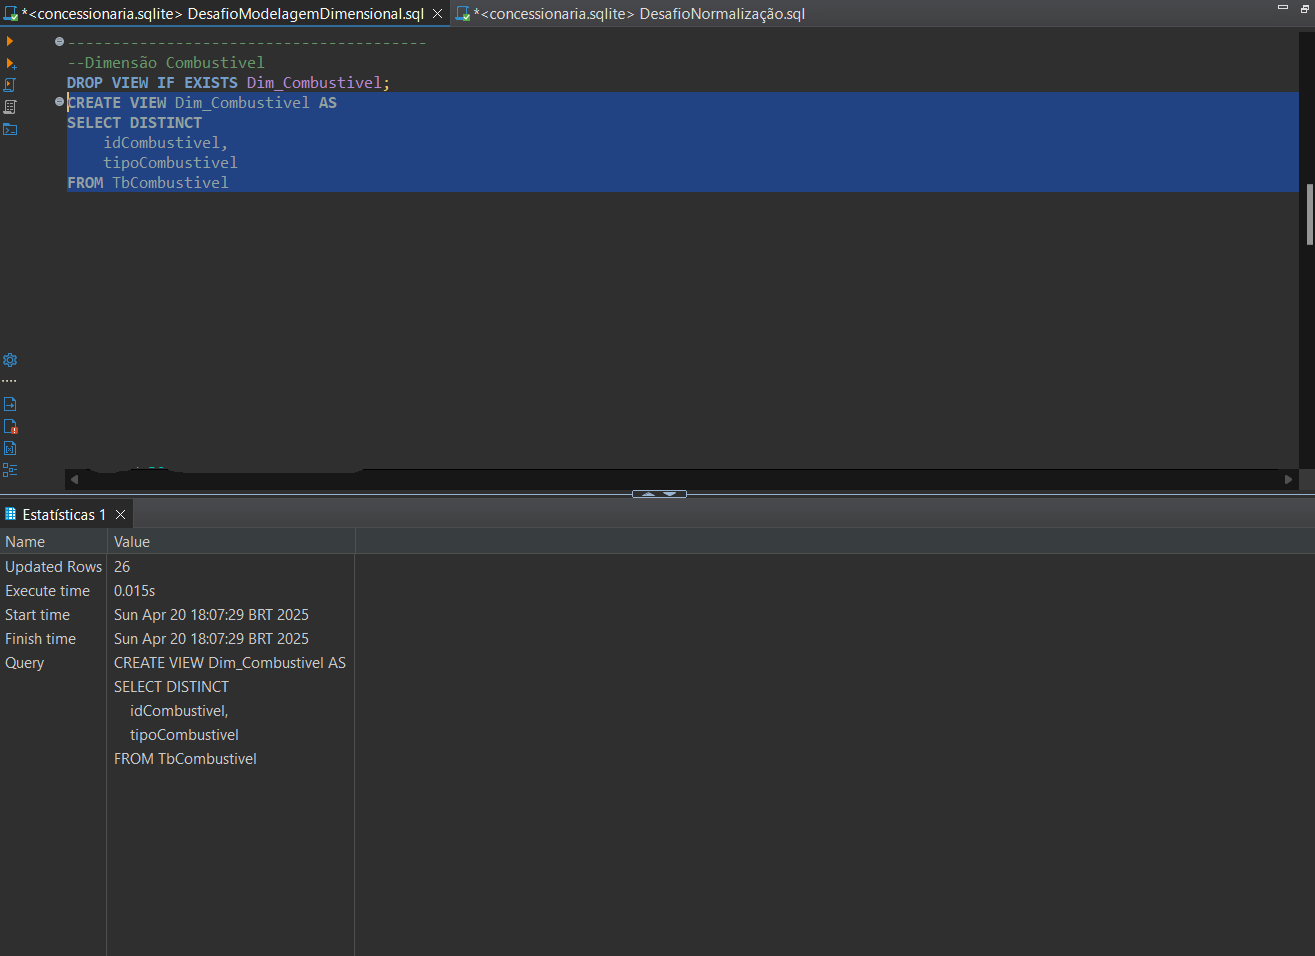 *<concessionaria.sqlite> DesafioModelagemDimensional.sql
*<concessionaria.sqlite> DesafioNormalização.sql
----------------------------------------
--Dimensão Combustivel
DROP VIEW IF EXISTS Dim_Combustivel;
CREATE VIEW Dim_Combustivel AS
SELECT DISTINCT
idCombustivel,
tipoCombustivel
FROM TbCombustivel
Estatísticas 1
Name Value
Updated Rows 26
Execute time 0.015s
Start time Sun Apr 20 18:07:29 BRT 2025
Finish time Sun Apr 20 18:07:29 BRT 2025
Query CREATE VIEW Dim_Combustivel AS
SELECT DISTINCT
idCombustivel,
tipoCombustivel
FROM TbCombustivel